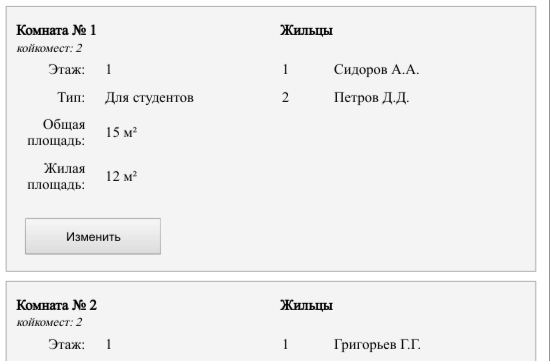 Комната № 1 Жильцы
койкомест: 2
Этаж: 1 1 Сидоров А.А.
Тип: Для студентов 2 Петров Д.Д.
Общая
площадь: 15 м²
Жилая
площадь: 12 м²
Изменить
Комната № 2 Жильцы
койкомест: 2
Этаж: 1 1 Григорьев Г.Г.